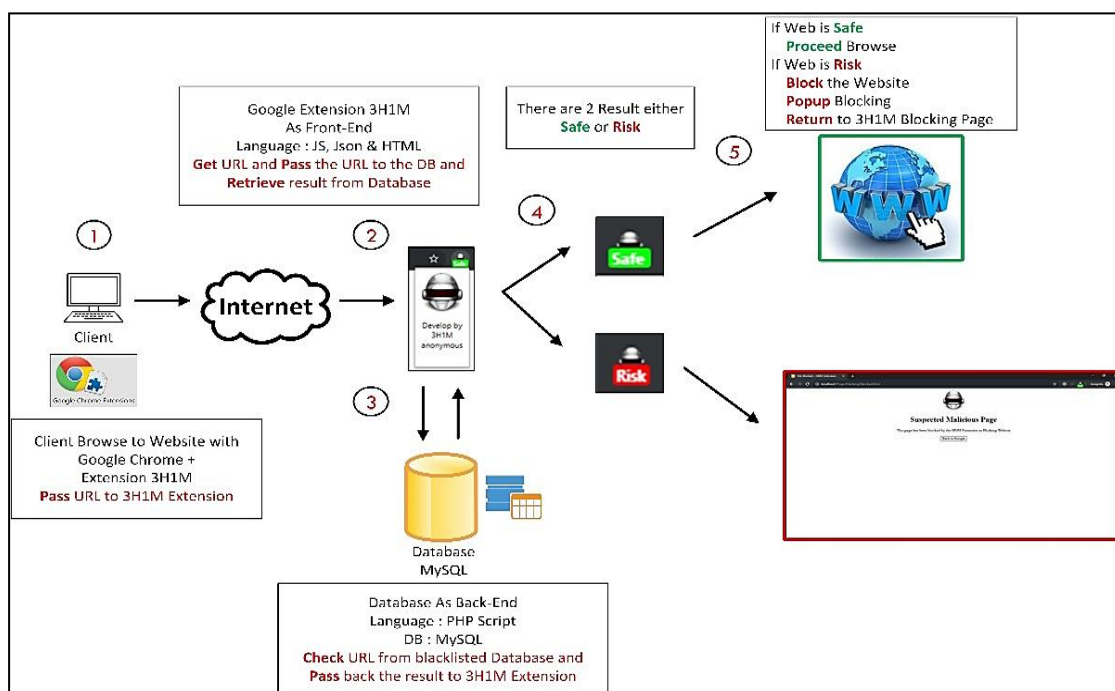 If Web is Safe
Proceed Browse
If Web is Risk
Block the Website
Popup Blocking
Return to 3H1M Blocking Page
Google Extension 3H1M
As Front-End
Language : JS, Json & HTML
Get URL and Pass the URL to the DB and
Retrieve result from Database
There are 2 Result either
Safe or Risk
1
2
4
5
Internet
Client
Google Chrome Extensions
Safe
Develop by
3H1M
anonymous
Safe
WWW
Risk
3
Client Browse to Website with
Google Chrome +
Extension 3H1M
Pass URL to 3H1M Extension
Database
MySQL
Database As Back-End
Language : PHP Script
DB : MySQL
Check URL from blacklisted Database and
Pass back the result to 3H1M Extension
Suspected Malicious Page